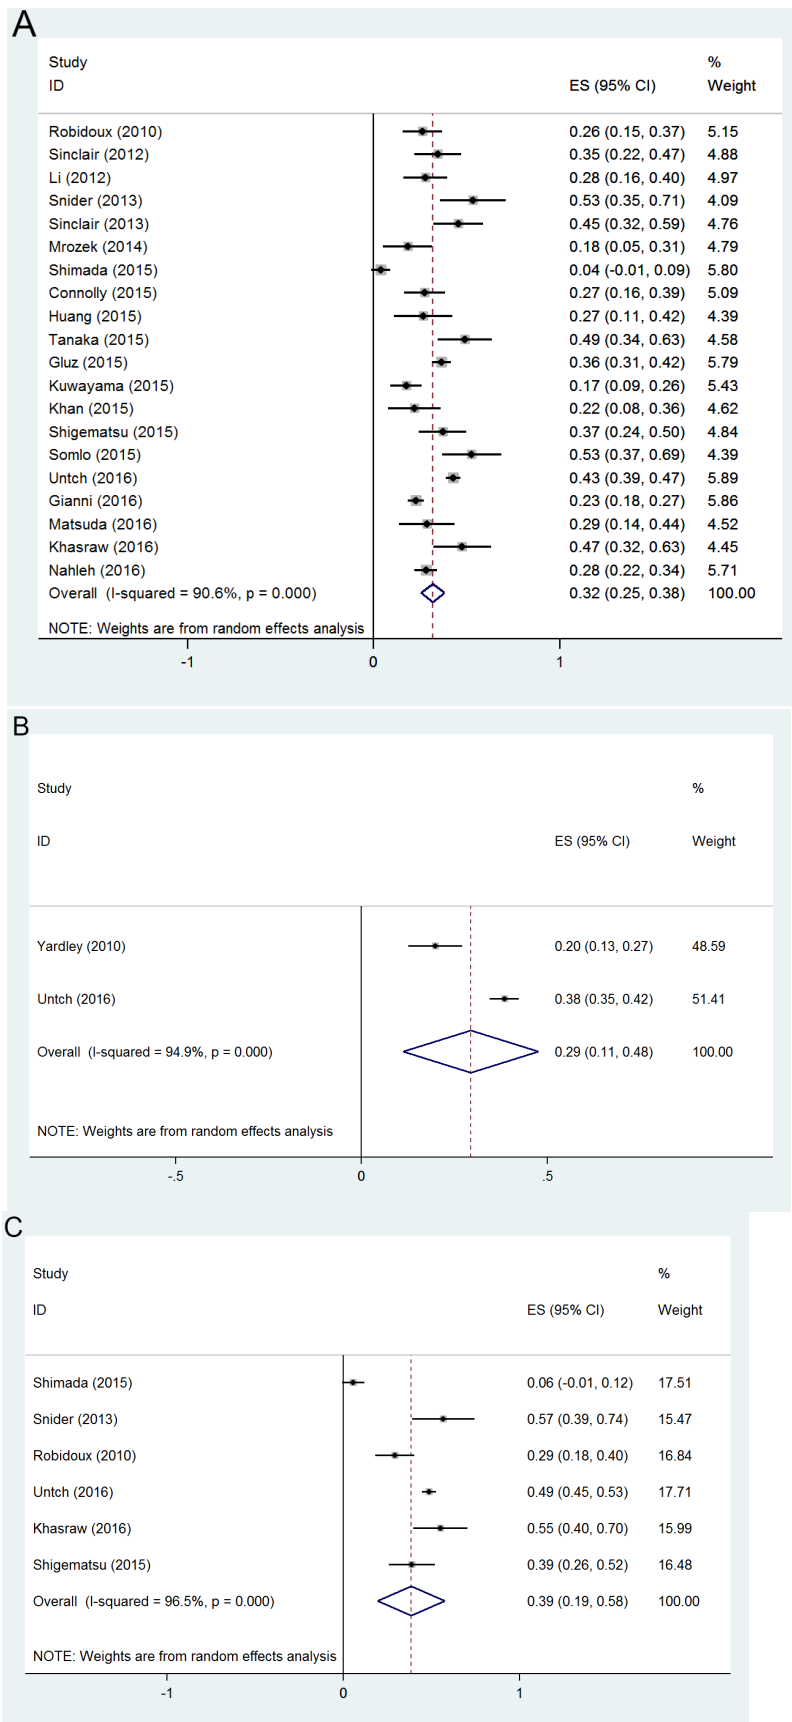 A
Study %
ID ES (95% CI) Weight
Robidoux (2010) 0.26 (0.15, 0.37) 5.15
Sinclair (2012) 0.35 (0.22, 0.47) 4.88
Li (2012) 0.28 (0.16, 0.40) 4.97
Snider (2013) 0.53 (0.35, 0.71) 4.09
Sinclair (2013) 0.45 (0.32, 0.59) 4.76
Mrozek (2014) 0.18 (0.05, 0.31) 4.79
Shimada (2015) 0.04 (-0.01, 0.09) 5.80
Connolly (2015) 0.27 (0.16, 0.39) 5.09
Huang (2015) 0.27 (0.11, 0.42) 4.39
Tanaka (2015) 0.49 (0.34, 0.63) 4.58
Gluz (2015) 0.36 (0.31, 0.42) 5.79
Kuwayama (2015) 0.17 (0.09, 0.26) 5.43
Khan (2015) 0.22 (0.08, 0.36) 4.62
Shigematsu (2015) 0.37 (0.24, 0.50) 4.84
Somlo (2015) 0.53 (0.37, 0.69) 4.39
Untch (2016) 0.43 (0.39, 0.47) 5.89
Gianni (2016) 0.23 (0.18, 0.27) 5.86
Matsuda (2016) 0.29 (0.14, 0.44) 4.52
Khasraw (2016) 0.47 (0.32, 0.63) 4.45
Nahleh (2016) 0.28 (0.22, 0.34) 5.71
Overall (I-squared = 90.6%, p = 0.000) 0.32 (0.25, 0.38) 100.00
NOTE: Weights are from random effects analysis
-1 0 1
B
Study %
ID ES (95% CI) Weight
Yardley (2010) 0.20 (0.13, 0.27) 48.59
Untch (2016) 0.38 (0.35, 0.42) 51.41
Overall (I-squared = 94.9%, p = 0.000) 0.29 (0.11, 0.48) 100.00
NOTE: Weights are from random effects analysis
-.5 0 .5
C
Study %
ID ES (95% CI) Weight
Shimada (2015) 0.06 (-0.01, 0.12) 17.51
Snider (2013) 0.57 (0.39, 0.74) 15.47
Robidoux (2010) 0.29 (0.18, 0.40) 16.84
Untch (2016) 0.49 (0.45, 0.53) 17.71
Khasraw (2016) 0.55 (0.40, 0.70) 15.99
Shigematsu (2015) 0.39 (0.26, 0.52) 16.48
Overall (I-squared = 96.5%, p = 0.000) 0.39 (0.19, 0.58) 100.00
NOTE: Weights are from random effects analysis
-1 0 1